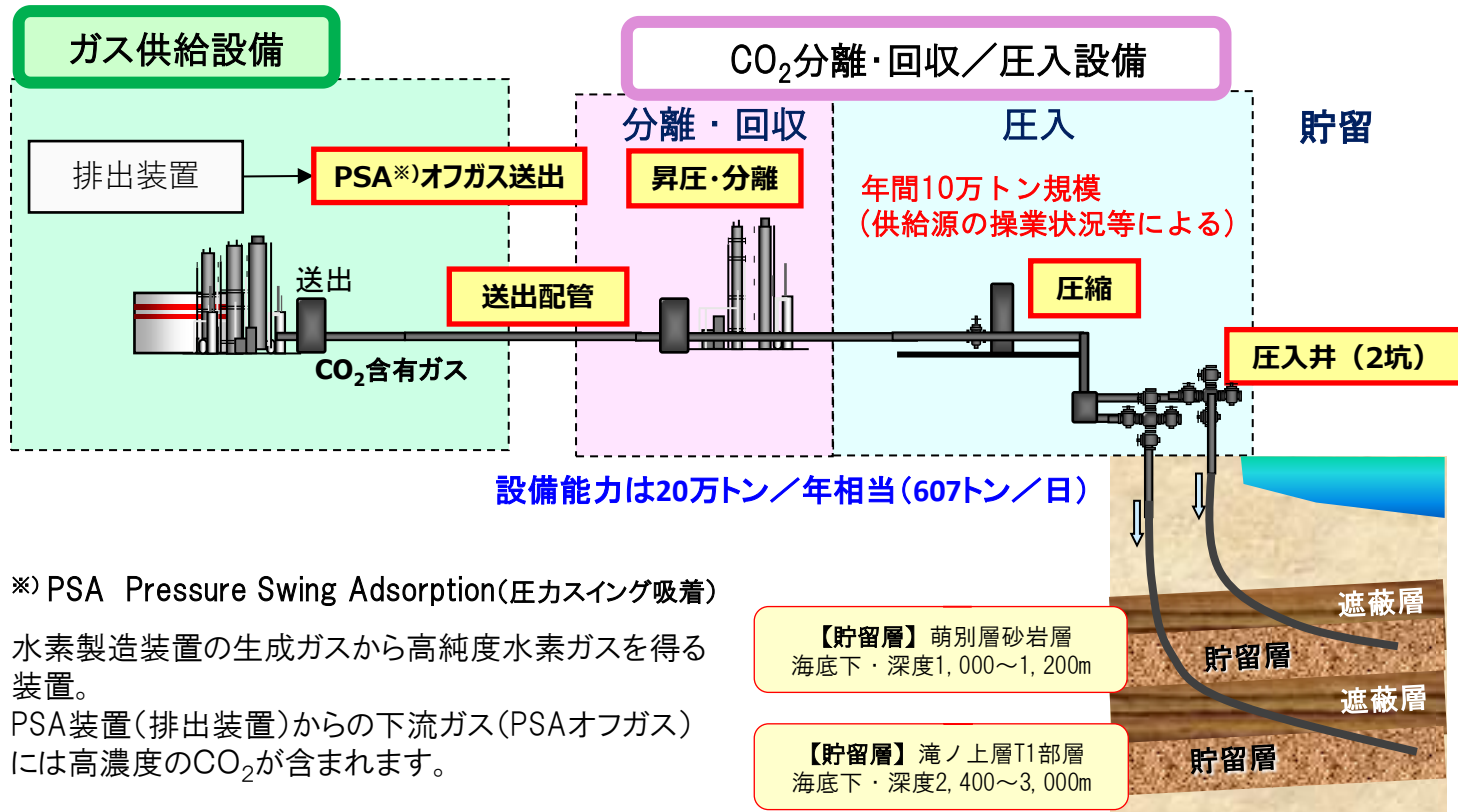 ガス供給設備
CO₂分離・回収／圧入設備
分離・回収
圧入
貯留
排出装置
PSA※）オフガス送出
昇圧・分離
年間10万トン規模
（供給源の操業状況等による）
送出
送出配管
圧縮
CO₂含有ガス
圧入井（2坑）
設備能力は20万トン／年相当（607トン／日）
※）PSA Pressure Swing Adsorption（圧力スイング吸着）
水素製造装置の生成ガスから高純度水素ガスを得る
装置。
PSA装置（排出装置）からの下流ガス（PSAオフガス）
には高濃度のCO₂が含まれます。
【貯留層】萌別層砂岩層
海底下・深度1,000～1,200m
【貯留層】滝ノ上層T1部層
海底下・深度2,400～3,000m
遮蔽層
貯留層
遮蔽層
貯留層